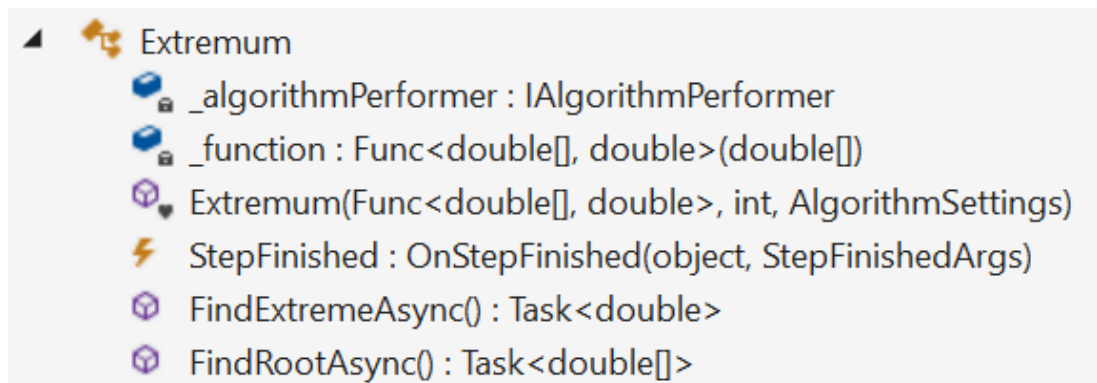 Extremum
_algorithmPerformer : IAlgorithmPerformer
_function : Func<double[], double>(double[])
Extremum(Func<double[], double>, int, AlgorithmSettings)
StepFinished : OnStepFinished(object, StepFinishedArgs)
FindExtremeAsync() : Task<double>
FindRootAsync() : Task<double[]>